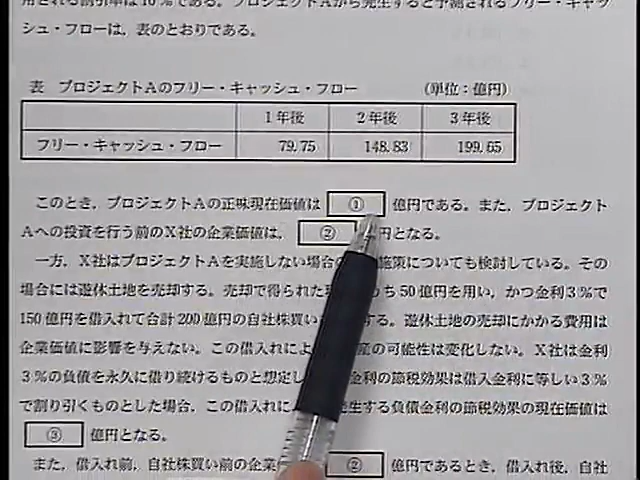 用される割引率は10％である。プロジェクトAから発生すると予測されるフリー・キャッ
シュ・フローは，表のとおりである。
表 プロジェクトAのフリー・キャッシュ・フロー （単位：億円）
1年後 2年後 3年後
フリー・キャッシュ・フロー 79.75 148.83 199.65
このとき，プロジェクトAの正味現在価値は ① 億円である。また，プロジェクト
Aへの投資を行う前のX社の企業価値は， ② 円となる。
一方，X社はプロジェクトAを実施しない場合の 施策についても検討している。その
場合には遊休土地を売却する。売却で得られた うち50億円を用い，かつ金利3％で
150億円を借入れて合計200億円の自社株買い する。遊休土地の売却にかかる費用は
企業価値に影響を与えない。この借入れによ 産の可能性は変化しない。X社は金利
3％の負債を永久に借り続けるものと想定し 金利の節税効果は借入金利に等しい3％
で割り引くものとした場合，この借入れに 発生する負債金利の節税効果の現在価値は
③ 億円となる。
また，借入れ前，自社株買い前の企業 ② 億円であるとき，借入れ後，自社